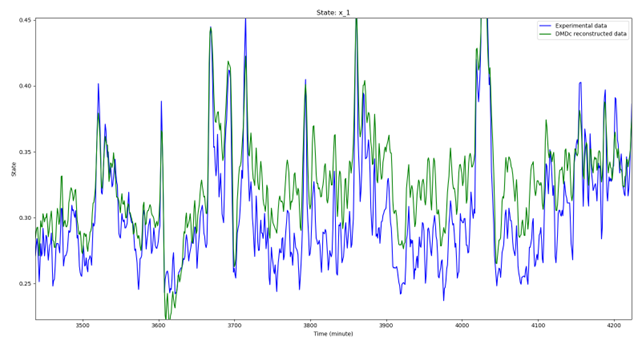 State: x_1
0.45
0.40
0.35
0.30
0.25
State
Experimental data
DMDc reconstructed data
3500 3600 3700 3800 3900 4000 4100 4200
Time (minute)